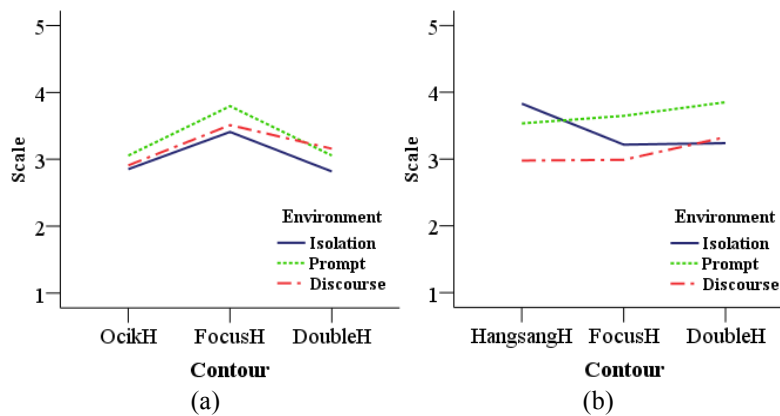 5
4
3
2
1
Scale
Environment
Isolation
Prompt
Discourse
OcikH FocusH DoubleH
Contour
(a)
5
4
3
2
1
Scale
Environment
Isolation
Prompt
Discourse
HangsangH FocusH DoubleH
Contour
(b)